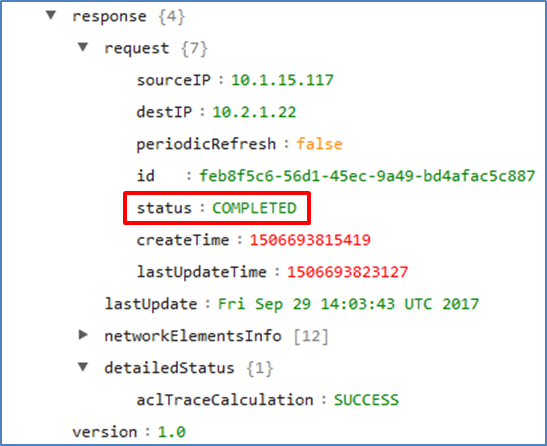 ▼ response {4}
▼ request {7}
sourceIP : 10.1.15.117
destIP : 10.2.1.22
periodicRefresh : false
id : feb8f5c6-56d1-45ec-9a49-bd4afac5c887
status : COMPLETED
createTime : 1506693815419
lastUpdateTime : 1506693823127
lastUpdate : Fri Sep 29 14:03:43 UTC 2017
▶ networkElementsInfo [12]
▼ detailedStatus {1}
aclTraceCalculation : SUCCESS
version : 1.0